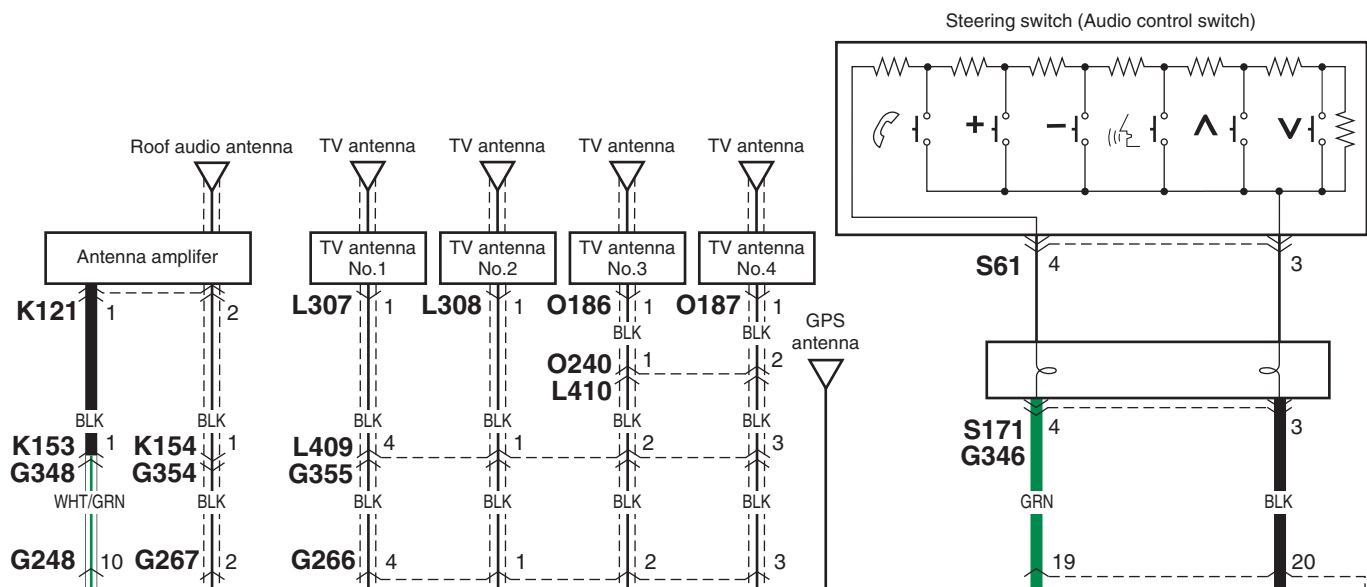 Steering switch (Audio control switch)
+ − ∧ ∨
Roof audio antenna TV antenna TV antenna TV antenna TV antenna
Antenna amplifer
TV antenna No.1
TV antenna No.2
TV antenna No.3
TV antenna No.4
S61 4 3
K121 1 2 L307 1 L308 1 O186 1 O187 1
GPS antenna
BLK BLK
O240 1 2
L410
BLK BLK BLK BLK BLK BLK
S171 4 3
G346
K153 1 K154 1 L409 4 1 2 3
G348 G354 G355
WHT/GRN BLK BLK BLK BLK BLK GRN BLK
G248 10 G267 2 G266 4 1 2 3 19 20